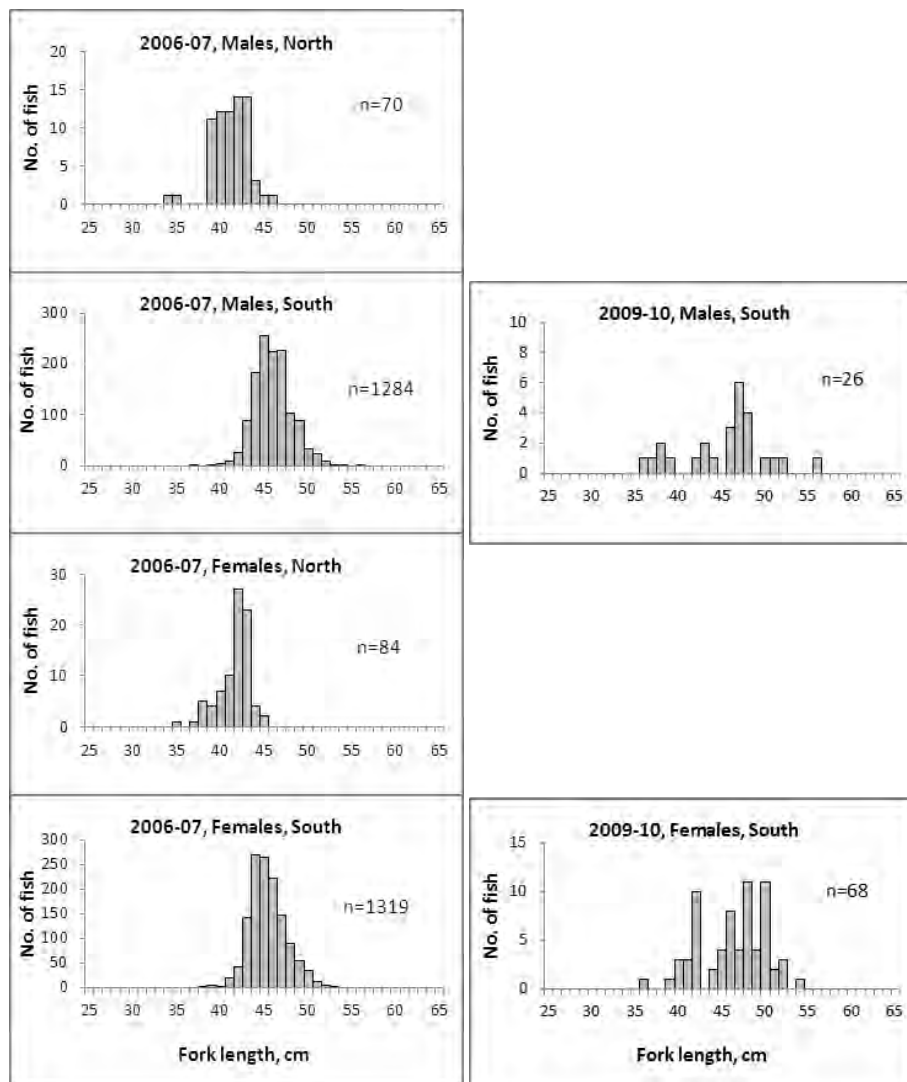 2006-07, Males, North
No. of fish
20
15
10
5
0
n=70
25 30 35 40 45 50 55 60 65
2006-07, Males, South
No. of fish
300
200
100
0
n=1284
25 30 35 40 45 50 55 60 65
2009-10, Males, South
No. of fish
10
8
6
4
2
0
n=26
25 30 35 40 45 50 55 60 65
2006-07, Females, North
No. of fish
30
20
10
0
n=84
25 30 35 40 45 50 55 60 65
2006-07, Females, South
No. of fish
300
250
200
150
100
50
0
n=1319
25 30 35 40 45 50 55 60 65
Fork length, cm
2009-10, Females, South
No. of fish
15
10
5
0
n=68
25 30 35 40 45 50 55 60 65
Fork length, cm